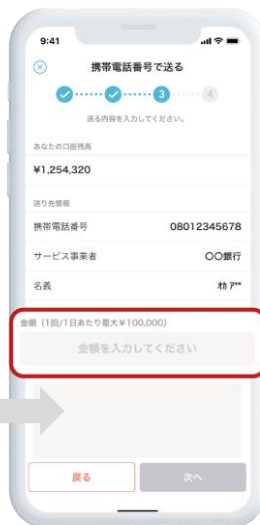 9:41
携帯電話番号で送る
3
4
送る内容を入力してください。
あなたの口座残高
¥1,254,320
送り先情報
携帯電話番号 08012345678
サービス事業者 〇〇銀行
名義 ｵｶ ｱ**
金額（1回/1日あたり最大¥100,000）
金額を入力してください
戻る 次へ